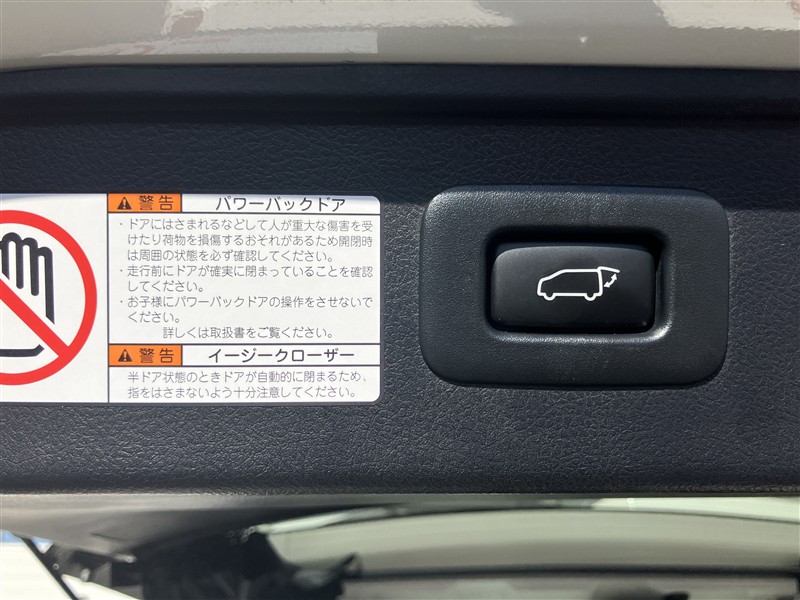 警告 パワーバックドア
・ドアにはさまれるなどして人が重大な傷害を受
けたり荷物を損傷するおそれがあるため開閉時
は周囲の状態を必ず確認してください。
・走行前にドアが確実に閉まっていることを確認
してください。
・お子様にパワーバックドアの操作をさせないで
ください。
詳しくは取扱書をご覧ください。
警告 イージークローザー
半ドア状態のときドアが自動的に閉まるため、
指をはさまないよう十分注意してください。